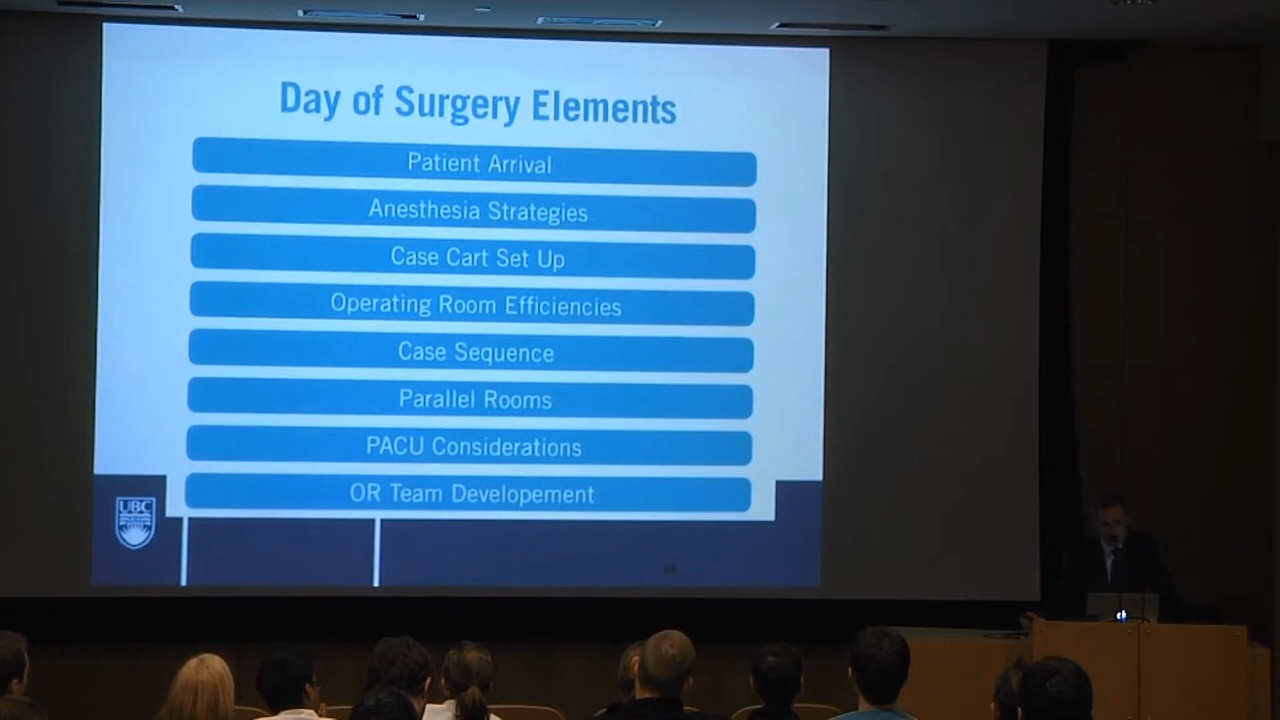 Day of Surgery Elements
Patient Arrival
Anesthesia Strategies
Case Cart Set Up
Operating Room Efficiencies
Case Sequence
Parallel Rooms
PACU Considerations
OR Team Developement
UBC